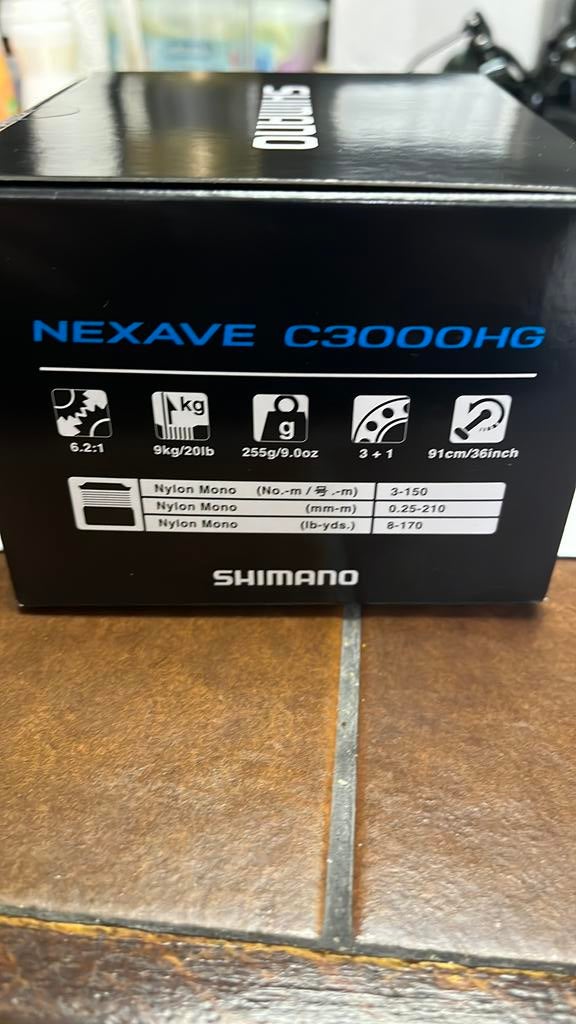 SHIMANO
NEXAVE C3000HG
kg
g
6.2:1 9kg/20lb 255g/9.0oz 3 + 1 91cm/36inch
Nylon Mono (No.-m / 号.-m) 3-150
Nylon Mono (mm-m) 0.25-210
Nylon Mono (lb-yds.) 8-170
SHIMANO